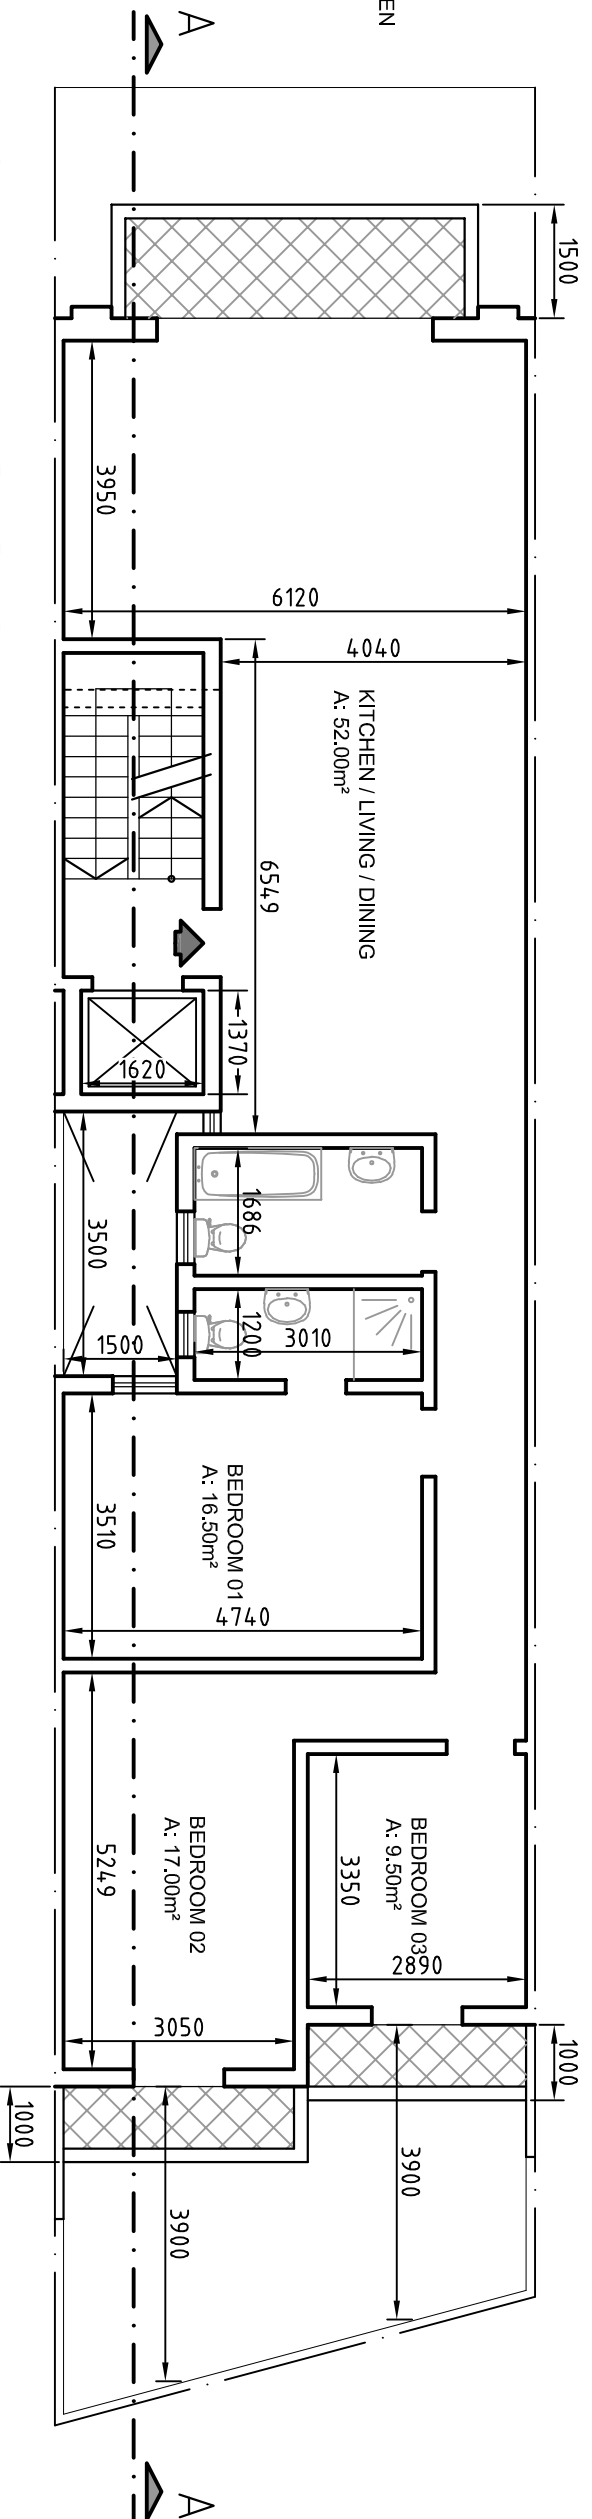 EN
A
1500
3950
6120
4040
KITCHEN / LIVING / DINING
A: 52.00m²
6549
1370
1620
1686
3500
1200
3010
1500
BEDROOM 01
A: 16.50m²
3510
4740
BEDROOM 03
A: 9.50m²
BEDROOM 02
A: 17.00m²
5249
3350
2890
3050
1000
1000
3900
3900
A